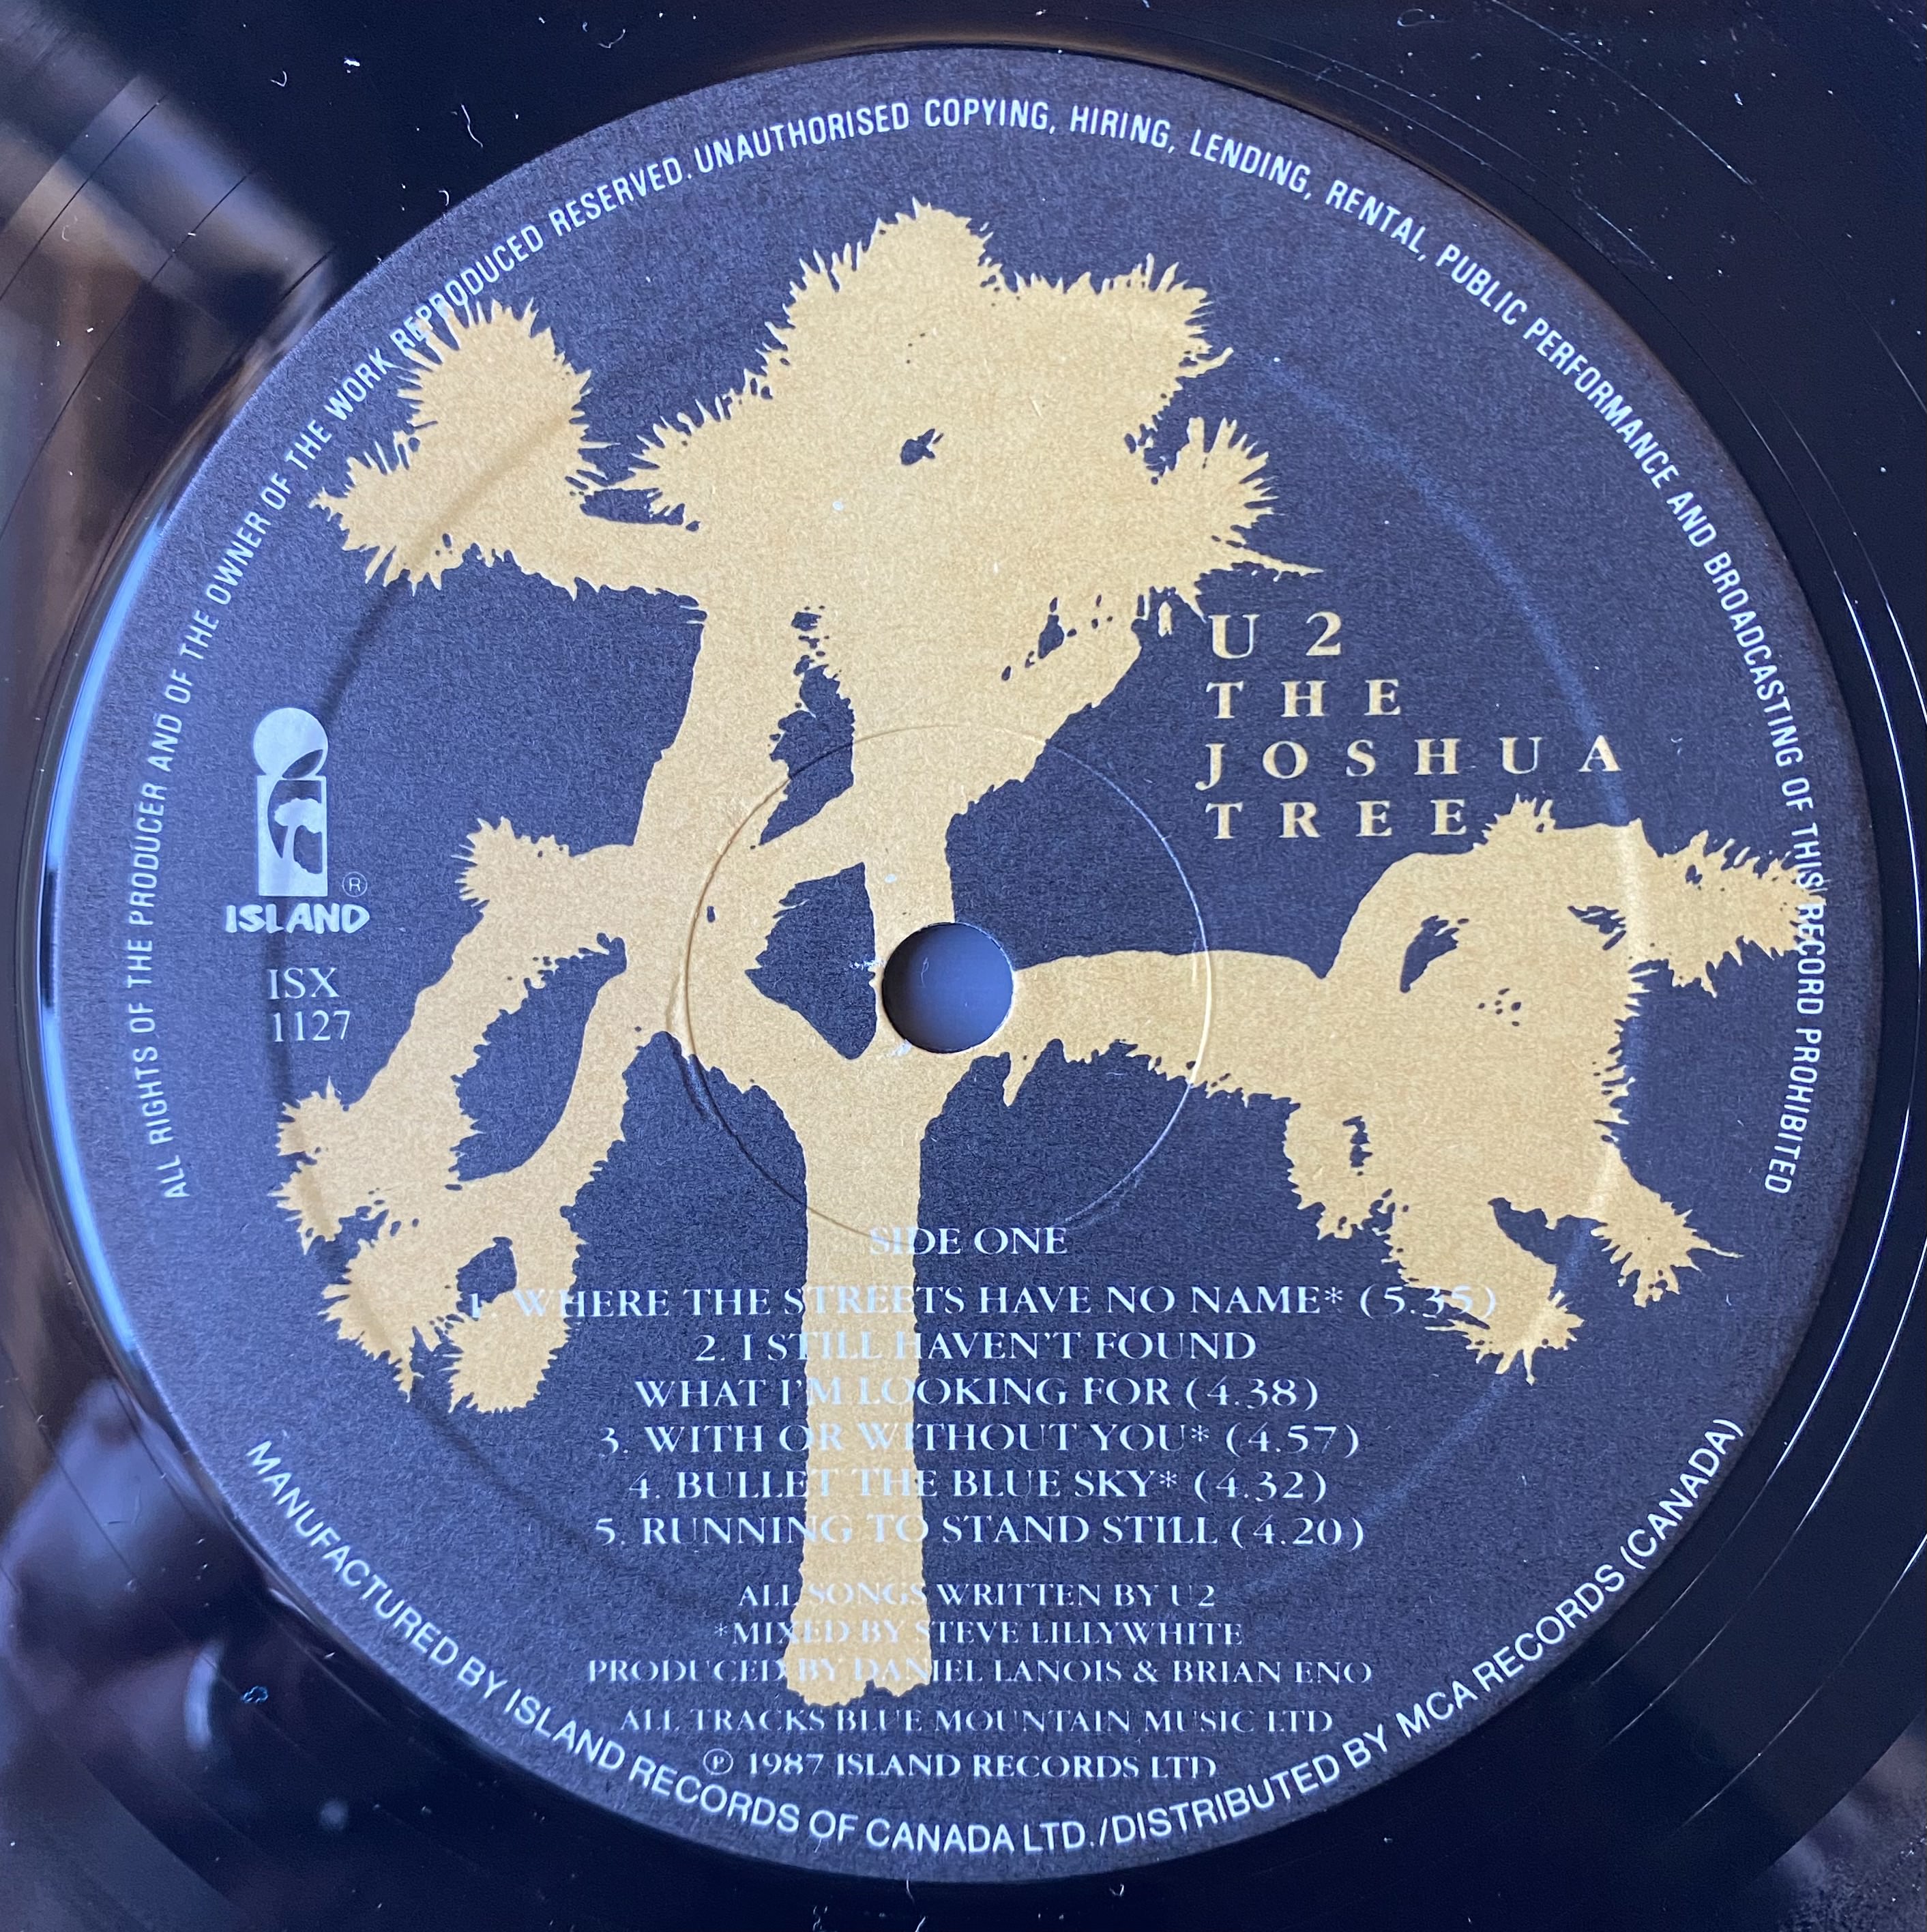 ALL RIGHTS OF THE PRODUCER AND OF THE OWNER OF THE WORK REPRODUCED RESERVED. UNAUTHORISED COPYING, HIRING, LENDING, RENTAL, PUBLIC PERFORMANCE AND BROADCASTING OF THIS RECORD PROHIBITED
U 2
THE
JOSHUA
TREE
®
ISLAND
ISX
1127
SIDE ONE
1. WHERE THE STREETS HAVE NO NAME* (5.35)
2. I STILL HAVEN'T FOUND
WHAT I'M LOOKING FOR (4.38)
3. WITH OR WITHOUT YOU* (4.57)
4. BULLET THE BLUE SKY* (4.32)
5. RUNNING TO STAND STILL (4.20)
ALL SONGS WRITTEN BY U2
*MIXED BY STEVE LILLYWHITE
PRODUCED BY DANIEL LANOIS & BRIAN ENO
ALL TRACKS BLUE MOUNTAIN MUSIC LTD
℗ 1987 ISLAND RECORDS LTD
MANUFACTURED BY ISLAND RECORDS OF CANADA LTD./DISTRIBUTED BY MCA RECORDS (CANADA)